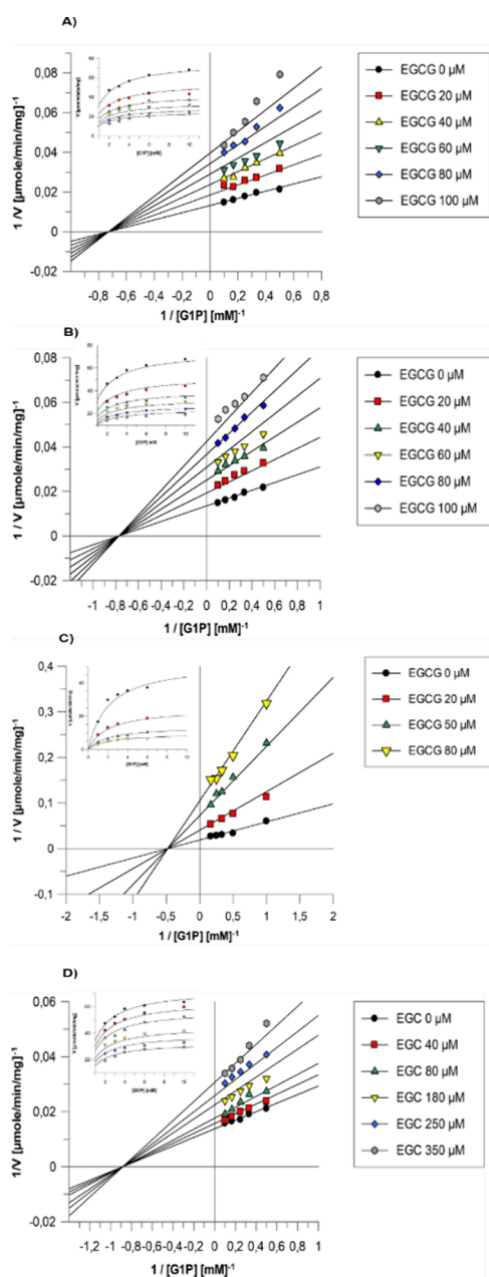 A)
0,08
0,06
0,04
0,02
0
-0,02
1 /V [µmole/min/mg]-1
-0,8 -0,6 -0,4 -0,2 0 0,2 0,4 0,6 0,8
1 / [G1P] [mM]-1
EGCG 0 µM
EGCG 20 µM
EGCG 40 µM
EGCG 60 µM
EGCG 80 µM
EGCG 100 µM
B)
0,08
0,06
0,04
0,02
0
-0,02
1 / V [µmole/min/mg]-1
-1 -0,8 -0,6 -0,4 -0,2 0 0,2 0,4 0,6 0,8 1
1 / [G1P] [mM]-1
EGCG 0 µM
EGCG 20 µM
EGCG 40 µM
EGCG 60 µM
EGCG 80 µM
EGCG 100 µM
C)
0,4
0,3
0,2
0,1
0
-0,1
1 / V [µmole/min/mg]-1
-2 -1,5 -1 -0,5 0 0,5 1 1,5 2
1 / [G1P] [mM]-1
EGCG 0 µM
EGCG 20 µM
EGCG 50 µM
EGCG 80 µM
D)
0,06
0,04
0,02
0
-0,02
1/V [µmole/min/mg]-1
-1,2 -1 -0,8 -0,6 -0,4 -0,2 0 0,2 0,4 0,6 0,8 1
1 / [G1P] [mM]-1
EGC 0 µM
EGC 40 µM
EGC 80 µM
EGC 180 µM
EGC 250 µM
EGC 350 µM